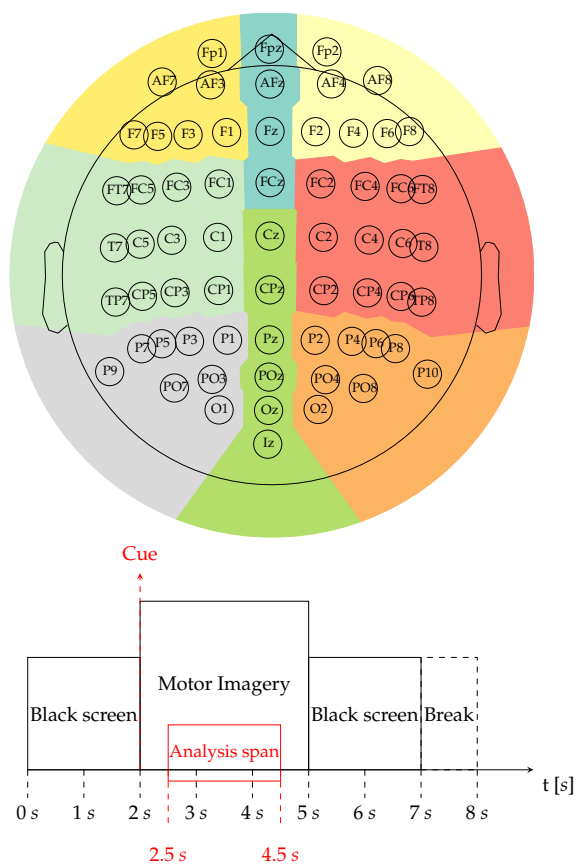 Fp1 Fpz Fp2
AF7 AF3 AFz AF4 AF8
F7 F5 F3 F1 Fz F2 F4 F6 F8
FT7 FC5 FC3 FC1 FCz FC2 FC4 FC6 FT8
T7 C5 C3 C1 Cz C2 C4 C6 T8
TP7 CP5 CP3 CP1 CPz CP2 CP4 CP6 TP8
P9 P7 P5 P3 P1 Pz P2 P4 P6 P8 P10
PO7 PO3 POz PO4 PO8
O1 Oz O2
Iz
Cue
Motor Imagery
Black screen Black screen Break
Analysis span
t [s]
0 s 1 s 2 s 3 s 4 s 5 s 6 s 7 s 8 s
2.5 s 4.5 s